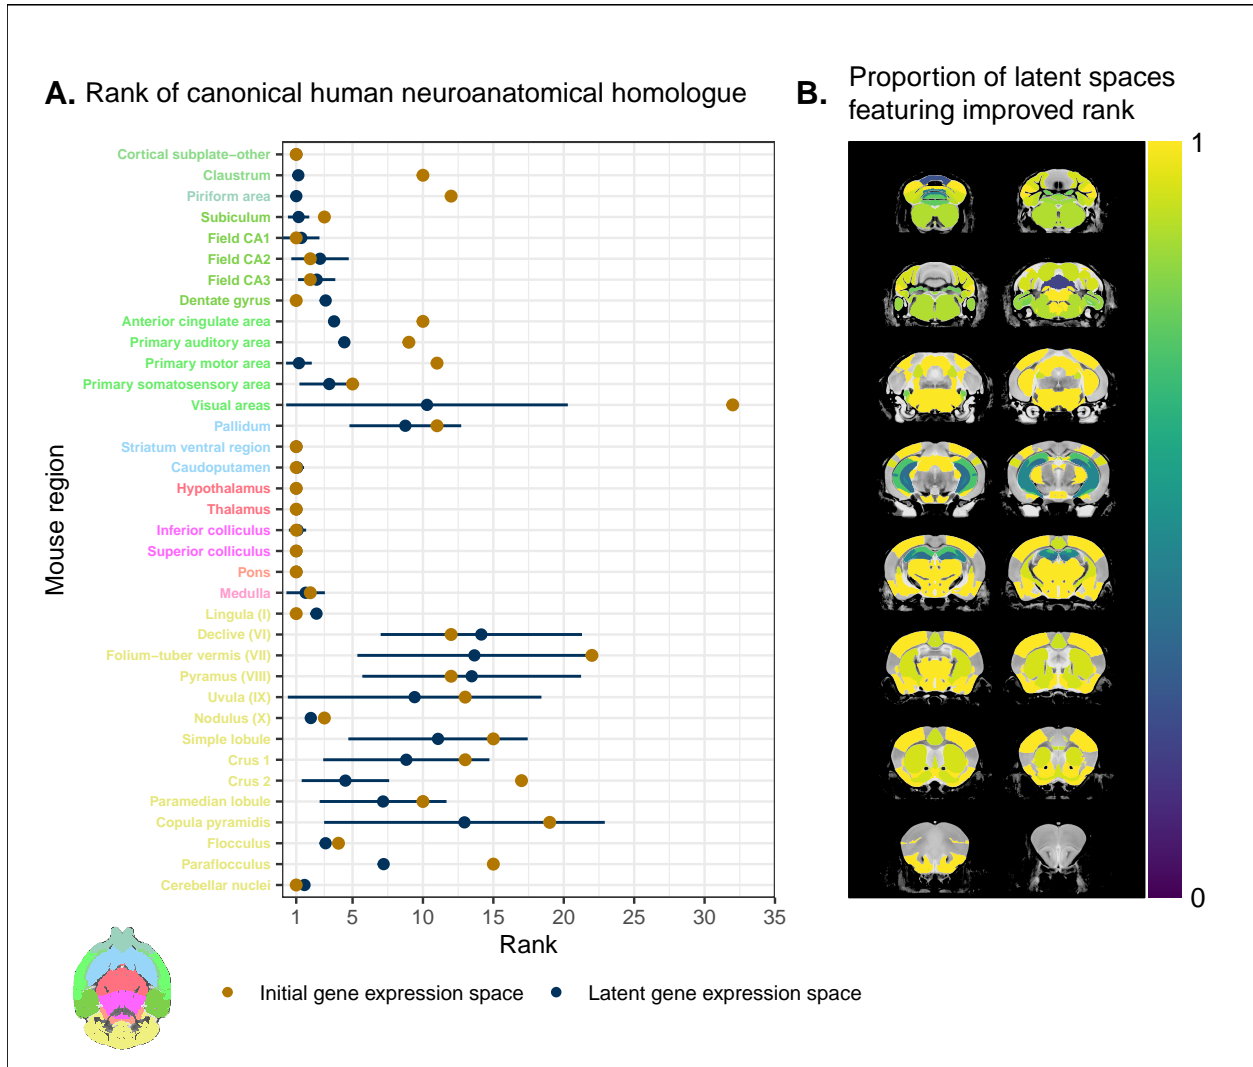 A. Rank of canonical human neuroanatomical homologue
B. Proportion of latent spaces
featuring improved rank
Mouse region
Cortical subplate−other
Claustrum
Piriform area
Subiculum
Field CA1
Field CA2
Field CA3
Dentate gyrus
Anterior cingulate area
Primary auditory area
Primary motor area
Primary somatosensory area
Visual areas
Pallidum
Striatum ventral region
Caudoputamen
Hypothalamus
Thalamus
Inferior colliculus
Superior colliculus
Pons
Medulla
Lingula (I)
Declive (VI)
Folium−tuber vermis (VII)
Pyramus (VIII)
Uvula (IX)
Nodulus (X)
Simple lobule
Crus 1
Crus 2
Paramedian lobule
Copula pyramidis
Flocculus
Paraflocculus
Cerebellar nuclei
1 5 10 15 20 25 30 35
Rank
Initial gene expression space
Latent gene expression space
1
0